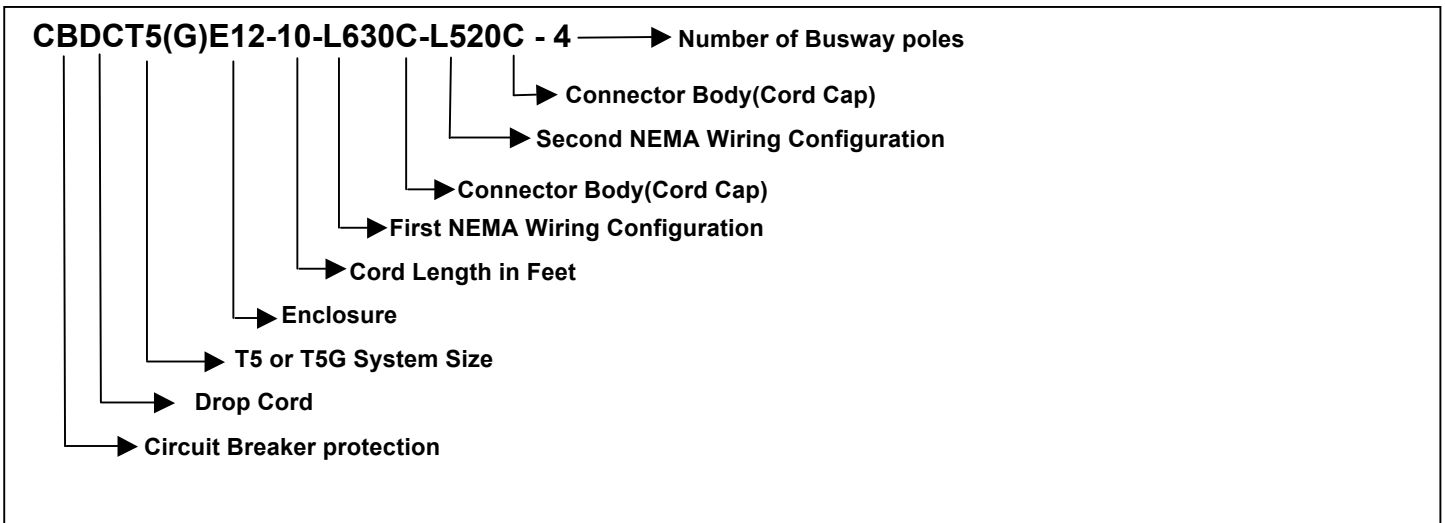 CBDCT5(G)E12-10-L630C-L520C - 4 Number of Busway poles
Connector Body(Cord Cap)
Second NEMA Wiring Configuration
Connector Body(Cord Cap)
First NEMA Wiring Configuration
Cord Length in Feet
Enclosure
T5 or T5G System Size
Drop Cord
Circuit Breaker protection